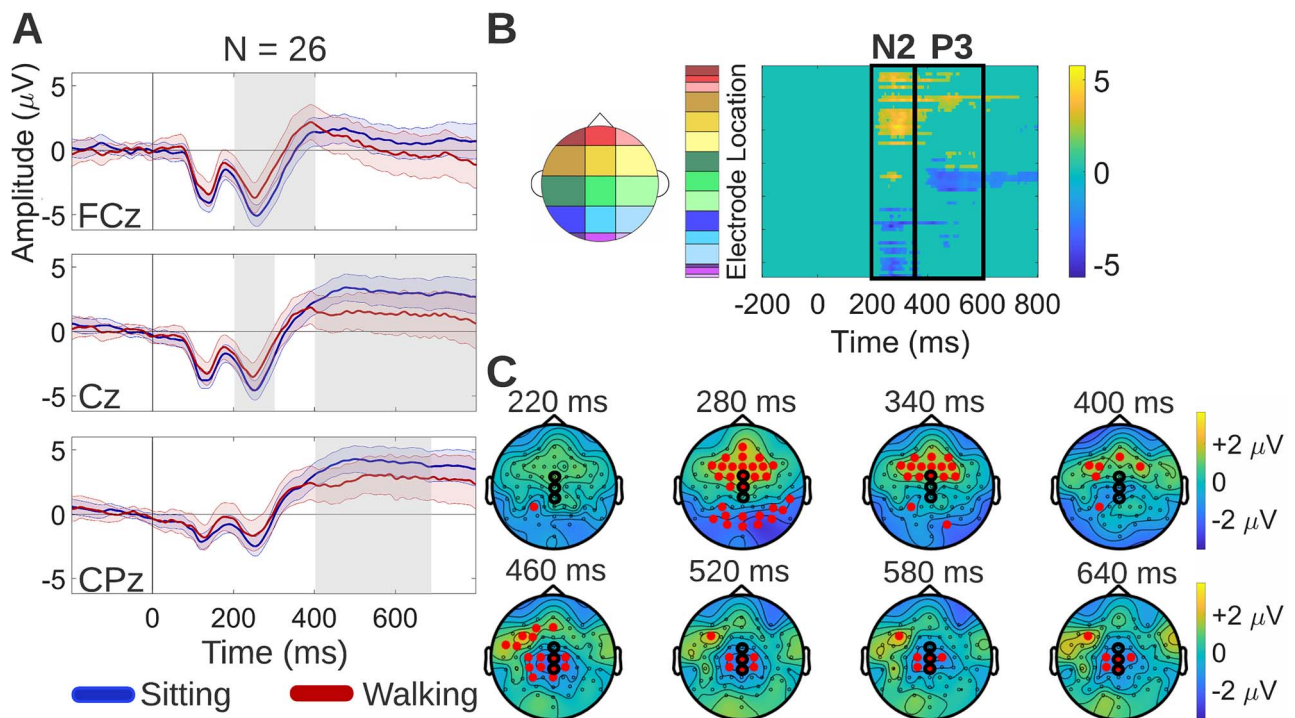 A
N = 26
Amplitude (μV)
5
0
-5
FCz
5
0
-5
Cz
5
0
-5
CPz
0 200 400 600
Time (ms)
Sitting Walking
B
N2 P3
Electrode Location
5
0
-5
-200 0 200 400 600 800
Time (ms)
C
220 ms 280 ms 340 ms 400 ms
+2 μV
0
-2 μV
460 ms 520 ms 580 ms 640 ms
+2 μV
0
-2 μV